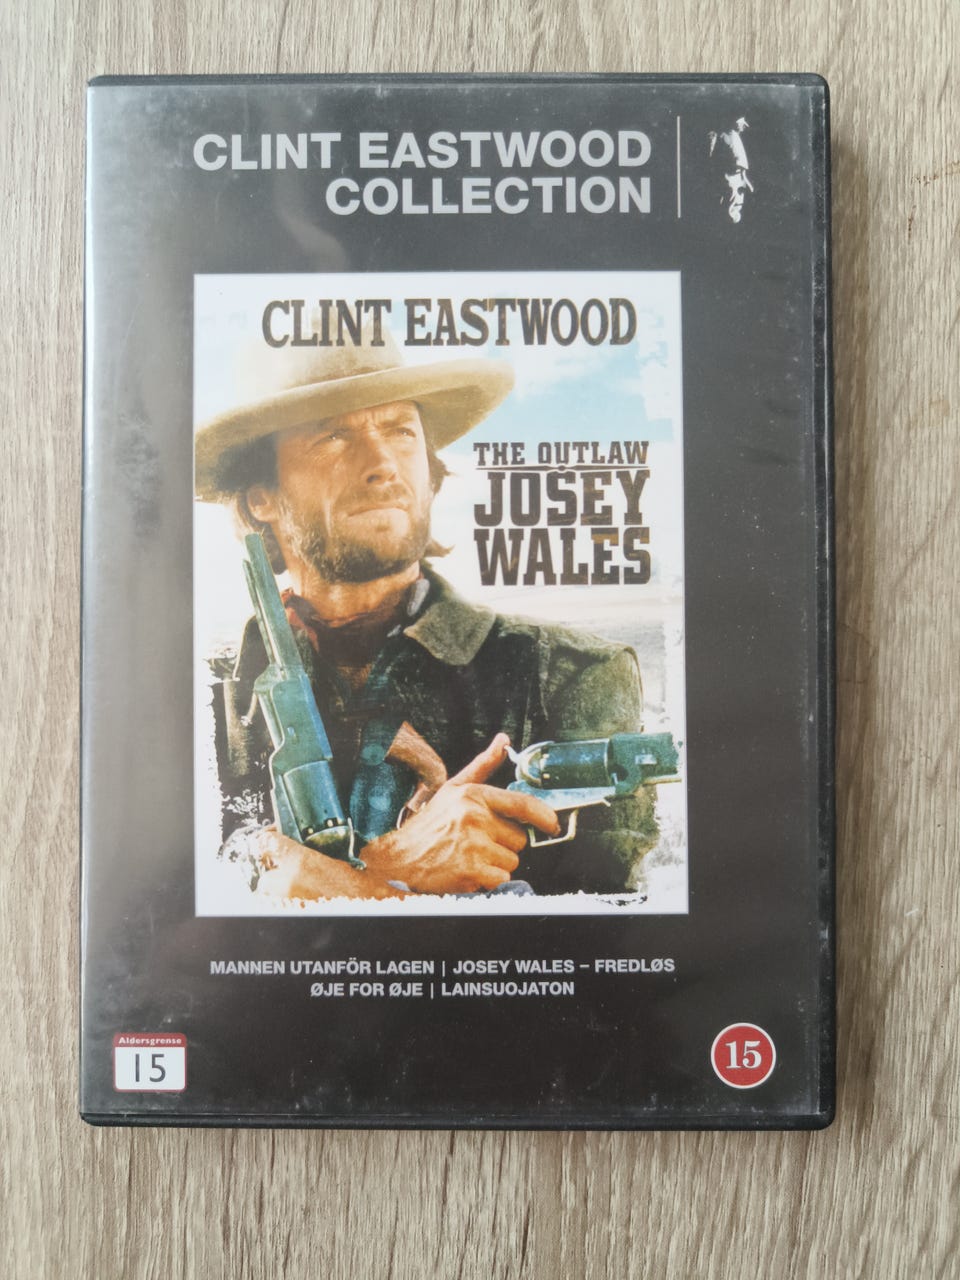 CLINT EASTWOOD
COLLECTION
CLINT EASTWOOD
THE OUTLAW
JOSEY
WALES
MANNEN UTANFÖR LAGEN | JOSEY WALES – FREDLØS
ØJE FOR ØJE | LAINSUOJATON
Aldersgrense
15
15